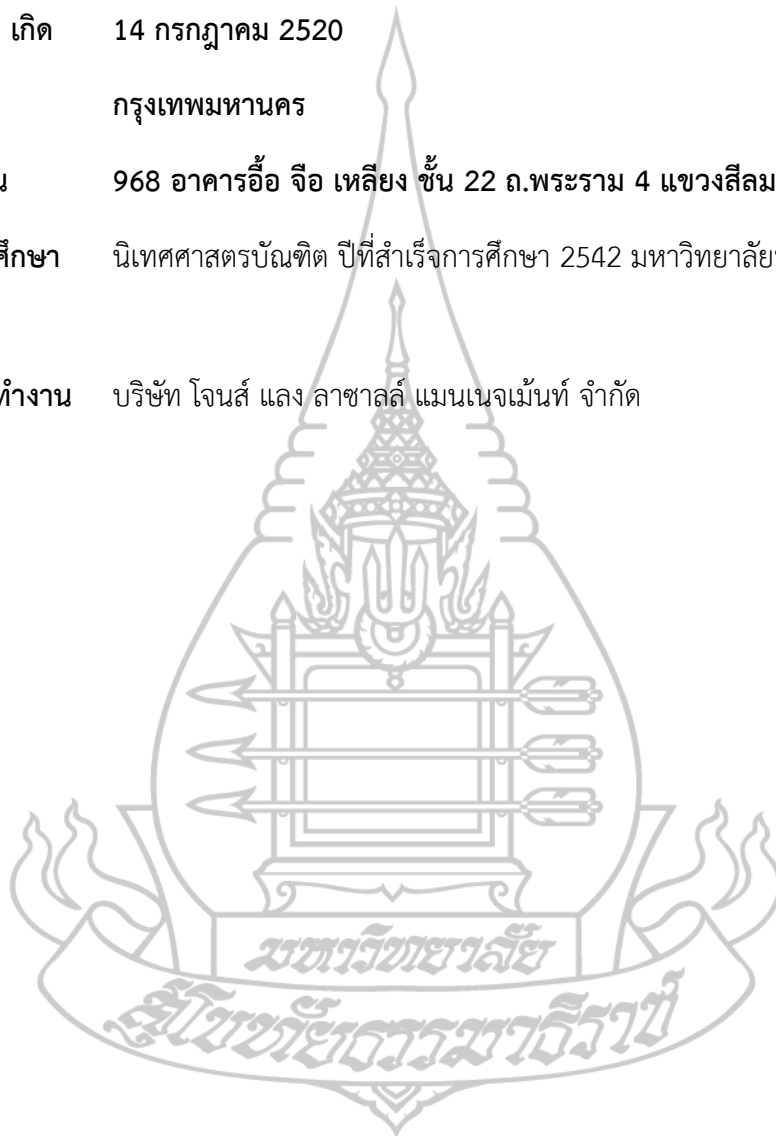 เกิด 14 กรกฎาคม 2520
กรุงเทพมหานคร
968 อาคารอื้อ จือ เหลียง ชั้น 22 ถ.พระราม 4 แขวงสีลม
ศึกษา นิเทศศาสตรบัณฑิต ปีที่สำเร็จการศึกษา 2542 มหาวิทยาลัย
ทำงาน บริษัท โจนส์ แลง ลาซาลล์ แมนเนจเม้นท์ จำกัด
มหาวิทยาลัย
สุโขทัยธรรมาธิราช